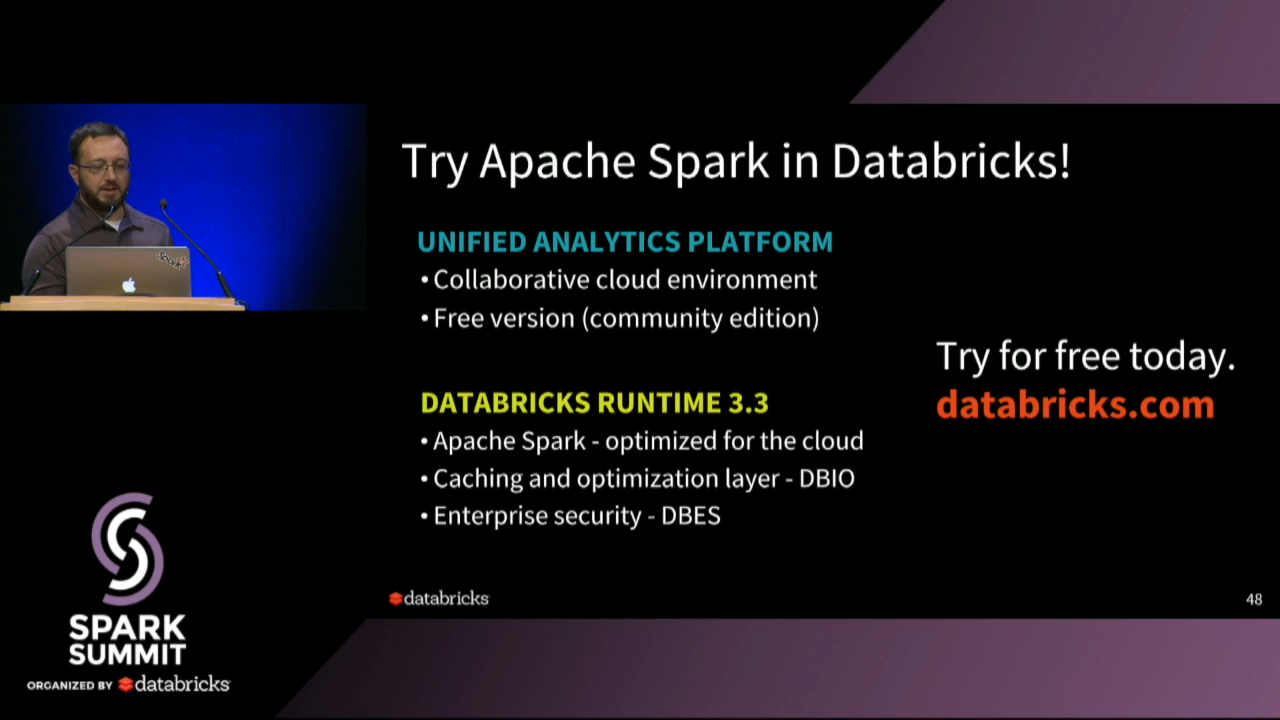 Try Apache Spark in Databricks!
UNIFIED ANALYTICS PLATFORM
• Collaborative cloud environment
• Free version (community edition)
Try for free today.
databricks.com
DATABRICKS RUNTIME 3.3
• Apache Spark - optimized for the cloud
• Caching and optimization layer - DBIO
• Enterprise security - DBES
databricks
48
SPARK
SUMMIT
ORGANIZED BY databricks
Spark